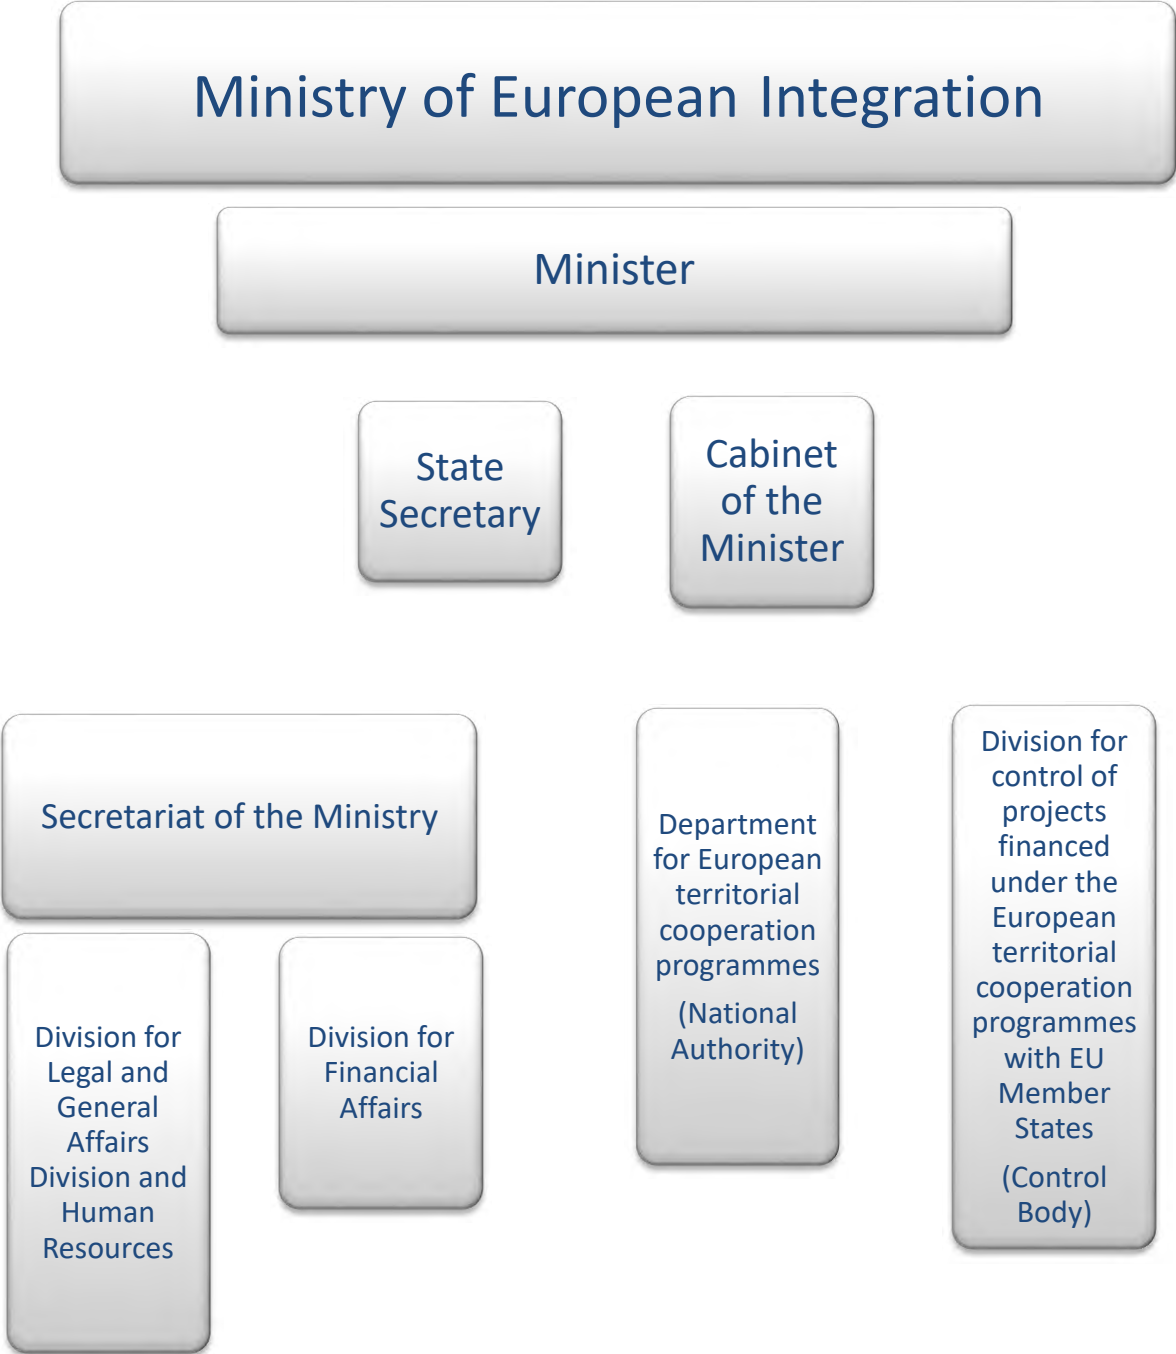 Ministry of European Integration
Minister
State
Secretary
Cabinet
of the
Minister
Secretariat of the Ministry
Division for
Legal and
General
Affairs
Division and
Human
Resources
Division for
Financial
Affairs
Department
for European
territorial
cooperation
programmes
(National
Authority)
Division for
control of
projects
financed
under the
European
territorial
cooperation
programmes
with EU
Member
States
(Control
Body)